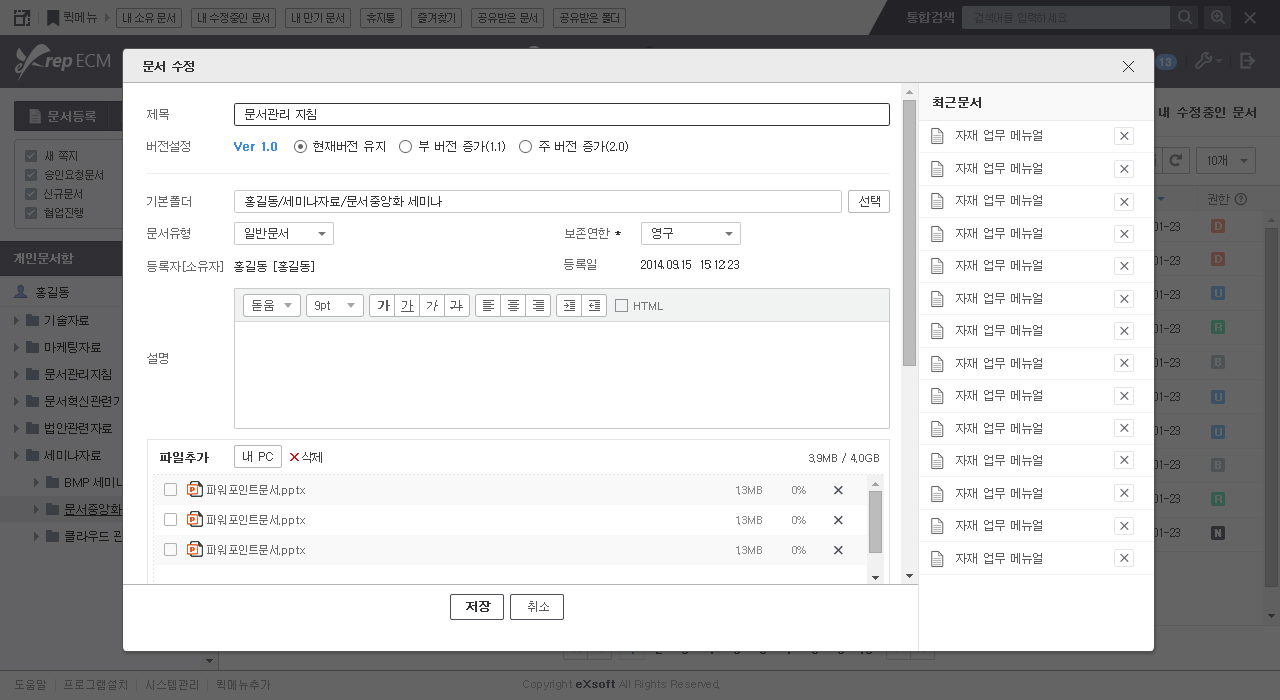 퀵메뉴 내 소유 문서 내 수정중인 문서 내 만기 문서 휴지통 즐겨찾기 공유받은 문서 공유받은 폴더 통합검색 검색어를 입력하세요
eXrep ECM
13
문서 수정
문서등록
내 수정중인 문서
새 쪽지
승인요청문서
신규문서
협업진행
10개
권한
개인문서함
홍길동
기술자료
마케팅자료
문서관리지침
문서혁신관련
법안관련자료
세미나자료
BMP 세미나
문서중앙화
클라우드 관
제목 문서관리 지침
버전설정 Ver 1.0 현재버전 유지 부 버전 증가(1.1) 주 버전 증가(2.0)
기본폴더 홍길동/세미나자료/문서중앙화 세미나 선택
문서유형 일반문서 보존연한 * 영구
등록자[소유자] 홍길동 [홍길동] 등록일 2014.09.15 15:12:23
돋움 9pt 가 가 가 가 HTML
설명
파일추가 내 PC 삭제 3.9MB / 4.0GB
파워포인트문서.pptx 1.3MB 0%
파워포인트문서.pptx 1.3MB 0%
파워포인트문서.pptx 1.3MB 0%
저장 취소
최근문서
자재 업무 메뉴얼
자재 업무 메뉴얼
자재 업무 메뉴얼
자재 업무 메뉴얼
자재 업무 메뉴얼
자재 업무 메뉴얼
자재 업무 메뉴얼
자재 업무 메뉴얼
자재 업무 메뉴얼
자재 업무 메뉴얼
자재 업무 메뉴얼
자재 업무 메뉴얼
자재 업무 메뉴얼
자재 업무 메뉴얼
01-23 D
01-23 D
01-23 U
01-23 R
01-23 B
01-23 U
01-23 U
01-23 B
01-23 R
01-23 N
도움말 프로그램설치 시스템관리 퀵메뉴추가
Copyright eXsoft All Rights Reserved.